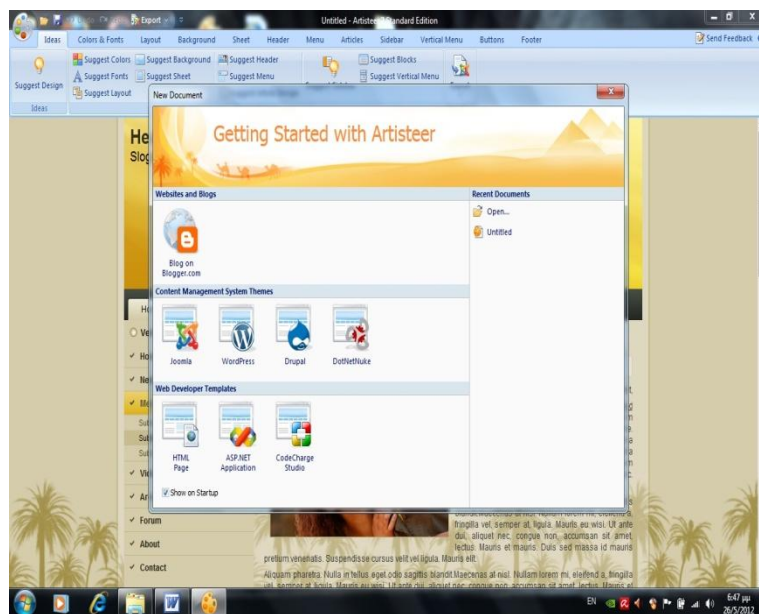 Export
Untitled - Artisteer Standard Edition
Ideas Colors & Fonts Layout Background Sheet Header Menu Articles Sidebar Vertical Menu Buttons Footer
Send Feedback
Suggest Colors Suggest Background Suggest Header Suggest Blocks
Suggest Design Suggest Fonts Suggest Sheet Suggest Menu Suggest Vertical Menu
Suggest Layout
Ideas
New Document
Getting Started with Artisteer
Websites and Blogs
Blog on
Blogger.com
Content Management System Themes
Joomla WordPress Drupal DotNetNuke
Web Developer Templates
HTML
Page
ASP.NET
Application
CodeCharge
Studio
Show on Startup
Recent Documents
Open...
Untitled
Forum
About
Contact
fringilla vel, semper at, ligula. Mauris eu wisi. Ut ante
dui, aliquet nec, congue non, accumsan sit amet,
lectus. Mauris et mauris. Duis sed massa id mauris
pretium venenatis. Suspendisse cursus velit vel ligula. Mauris elit.
Aliquam pharetra. Nulla in tellus eget odio sagittis blandit. Maecenas at nisl. Nullam lorem mi, eleifend a, fringilla
EN
6:47 μμ
26/5/2012